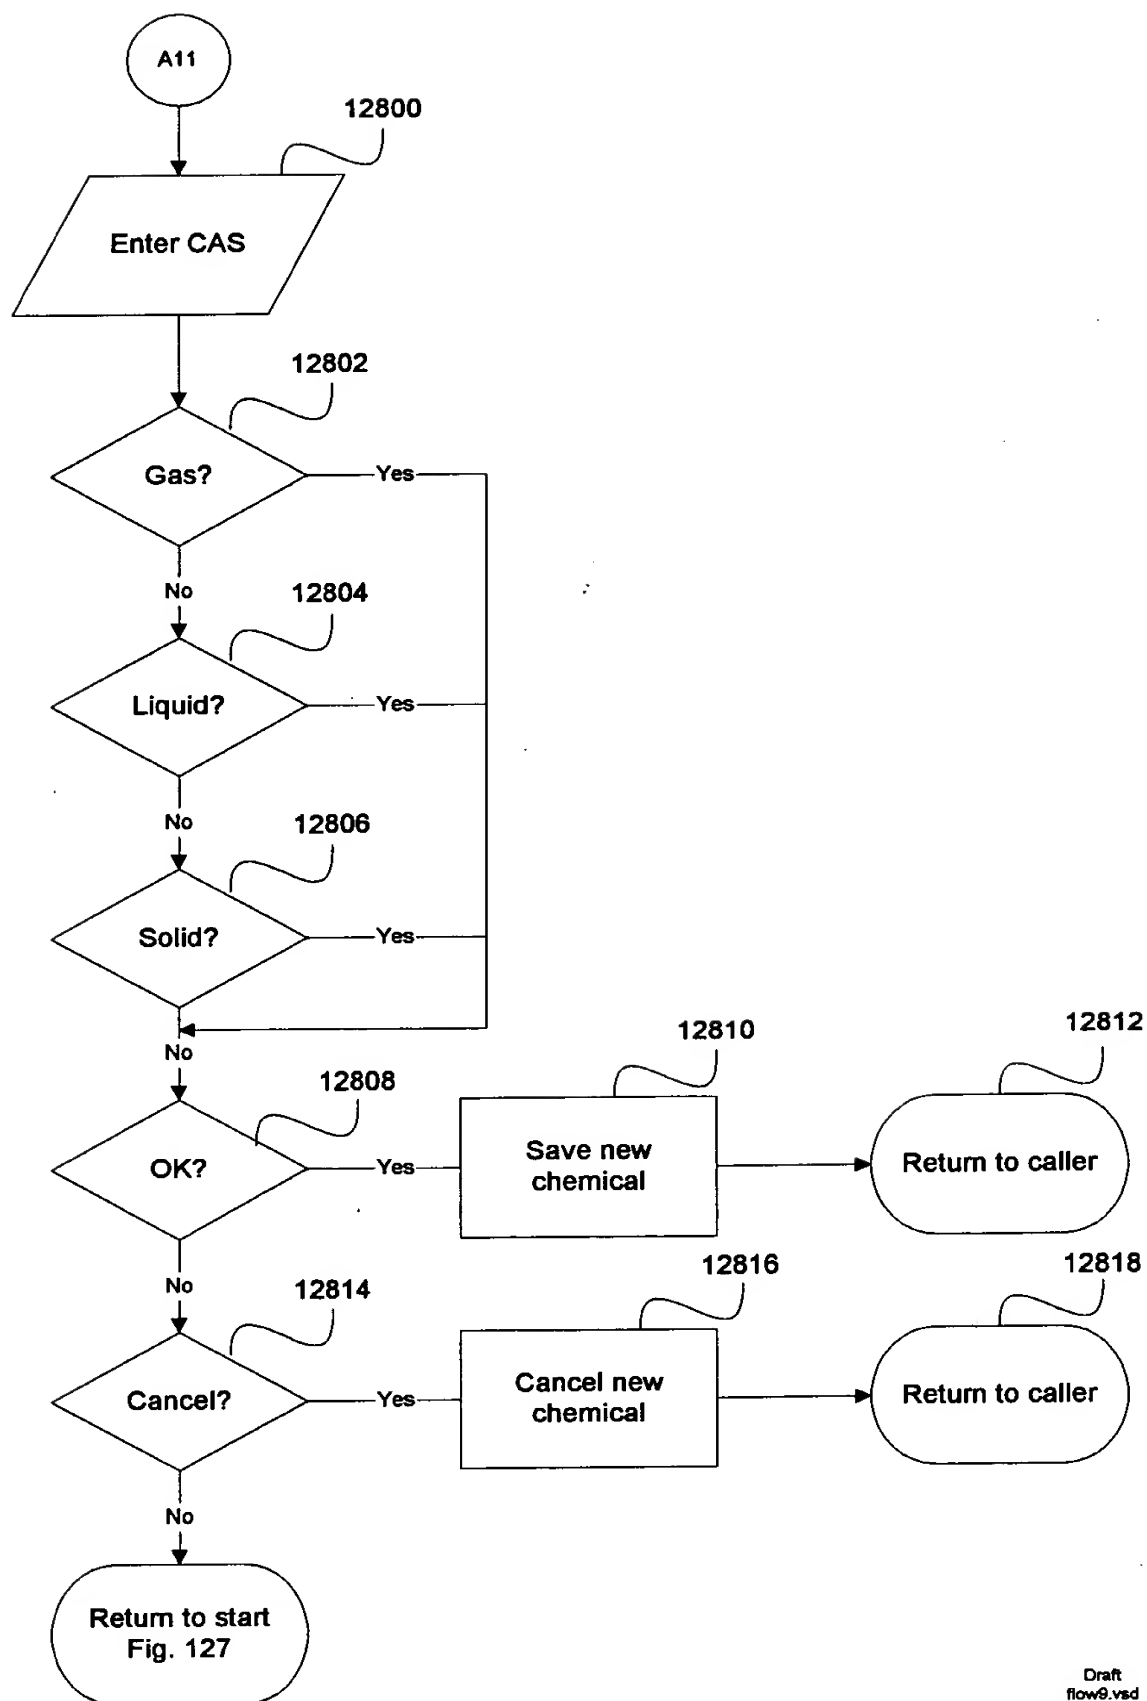 A11
12800
Enter CAS
12802
Gas?
Yes
No
12804
Liquid?
Yes
No
12806
Solid?
Yes
No
12808
OK?
Yes
12810
Save new
chemical
12812
Return to caller
No
12814
Cancel?
Yes
12816
Cancel new
chemical
12818
Return to caller
No
Return to start
Fig. 127
Draft
flow9.vsd